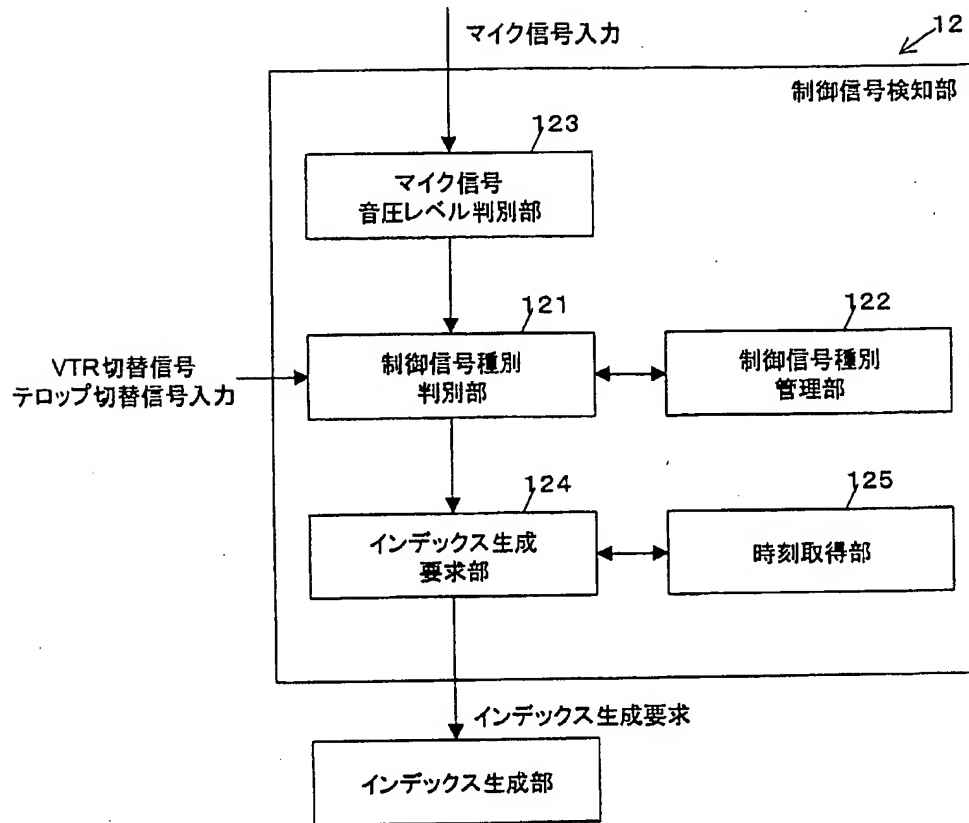 マイク信号入力
12
制御信号検知部
123
マイク信号
音圧レベル判別部
121
122
VTR切替信号
テロップ切替信号入力
制御信号種別
判別部
制御信号種別
管理部
124
125
インデックス生成
要求部
時刻取得部
インデックス生成要求
インデックス生成部